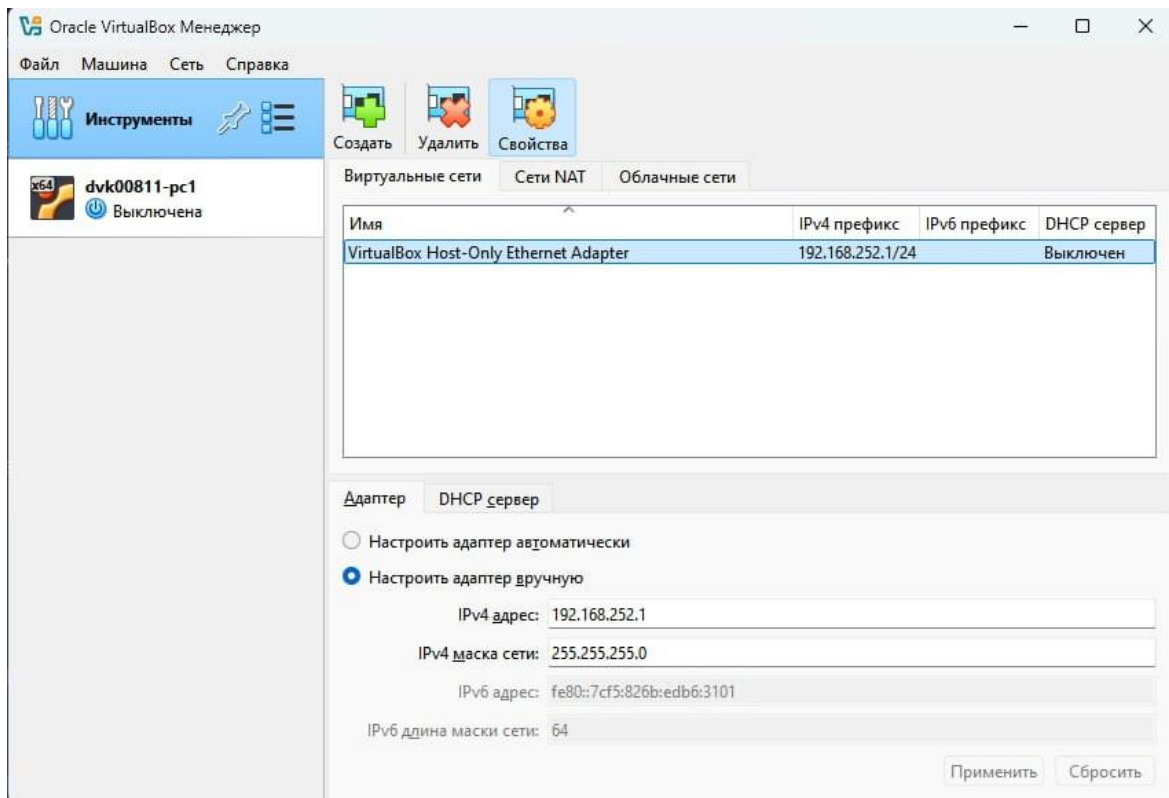 Oracle VirtualBox Менеджер
Файл Машина Сеть Справка
Инструменты
Создать Удалить Свойства
x64
dvk00811-pc1
Выключена
Виртуальные сети Сети NAT Облачные сети
Имя IPv4 префикс IPv6 префикс DHCP сервер
VirtualBox Host-Only Ethernet Adapter 192.168.252.1/24 Выключен
Адаптер DHCP сервер
Настроить адаптер автоматически
Настроить адаптер вручную
IPv4 адрес: 192.168.252.1
IPv4 маска сети: 255.255.255.0
IPv6 адрес: fe80::7cf5:826b:edb6:3101
IPv6 длина маски сети: 64
Применить Сбросить